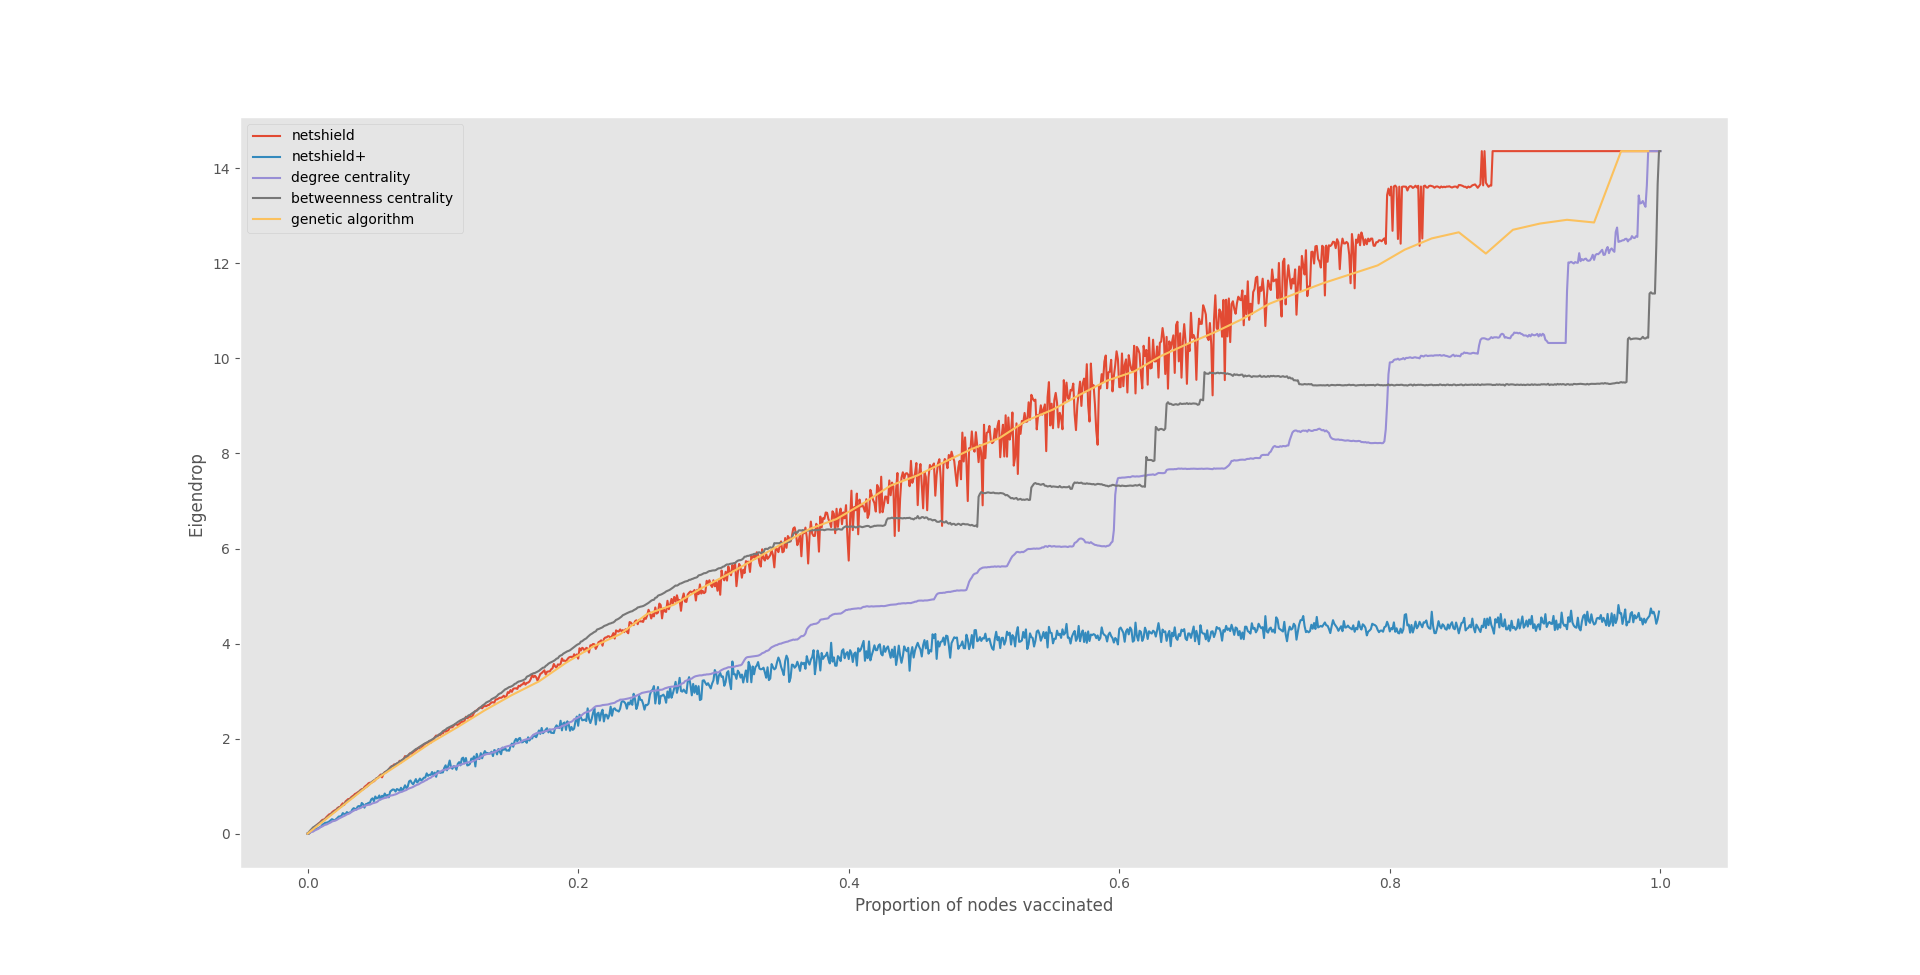 netshield
netshield+
degree centrality
betweenness centrality
genetic algorithm
14
12
10
8
6
4
2
0
Eigendrop
0.0 0.2 0.4 0.6 0.8 1.0
Proportion of nodes vaccinated